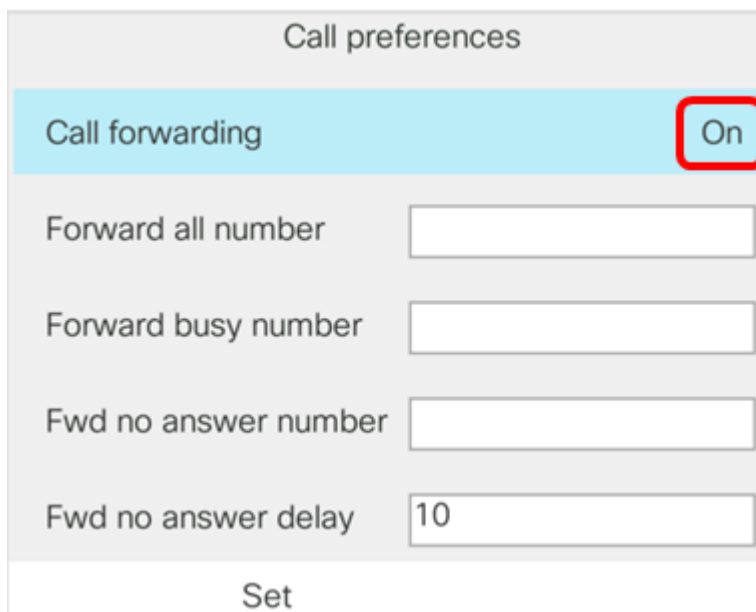 Call preferences
Call forwarding On
Forward all number
Forward busy number
Fwd no answer number
Fwd no answer delay 10
Set